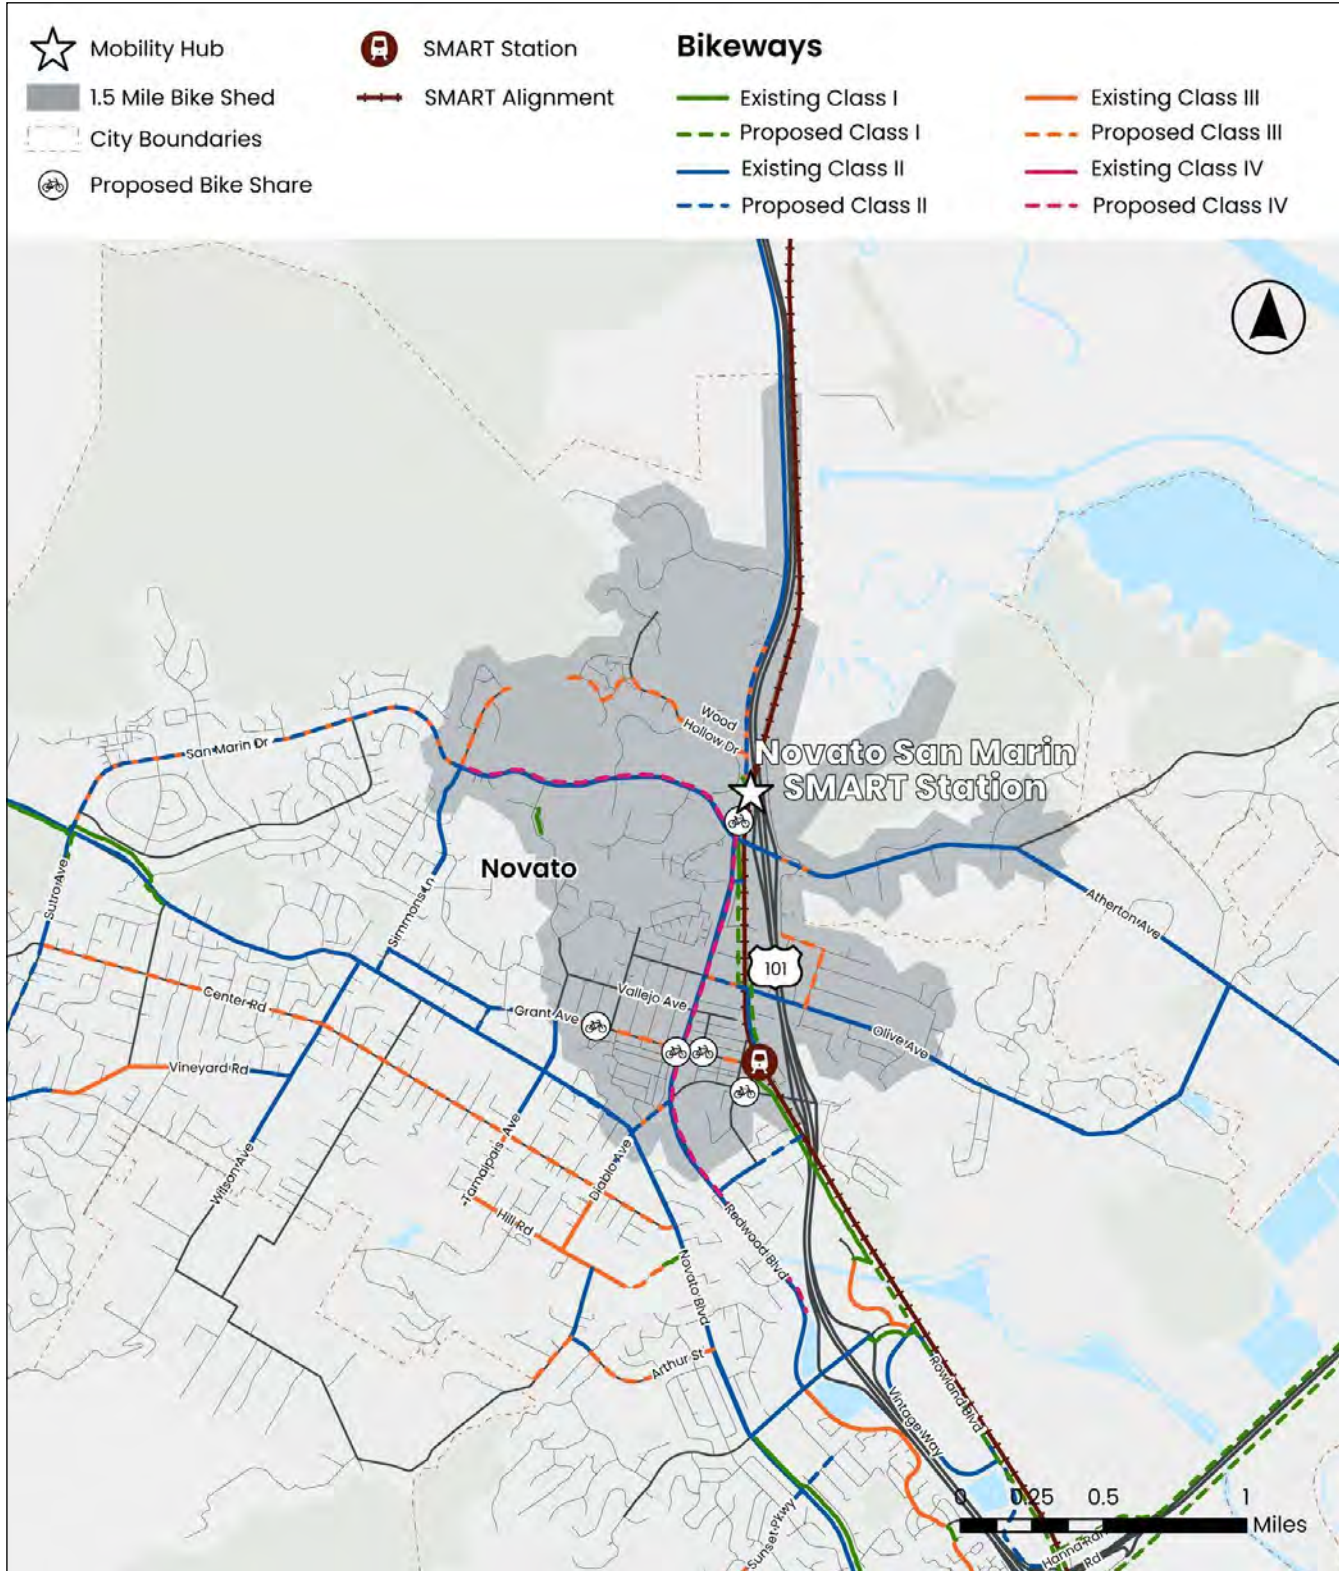 Mobility Hub
1.5 Mile Bike Shed
City Boundaries
Proposed Bike Share
SMART Station
SMART Alignment
Bikeways
Existing Class I
Proposed Class I
Existing Class II
Proposed Class II
Existing Class III
Proposed Class III
Existing Class IV
Proposed Class IV
Wood
Hollow Dr
Novato San Marin
SMART Station
San Marin Dr
Novato
Sutro Ave
Simmons Ln
Atherton Ave
101
Center Rd
Vallejo Ave
Grant Ave
Olive Ave
Vineyard Rd
Wilson Ave
Tamalpais Ave
Diablo Ave
Hill Rd
Redwood Blvd
Novato Blvd
Arthur St
Rowland Blvd
Vintage Way
Sunset Pkwy
0 0.25 0.5 1
Miles
Hanna Ran
Rd